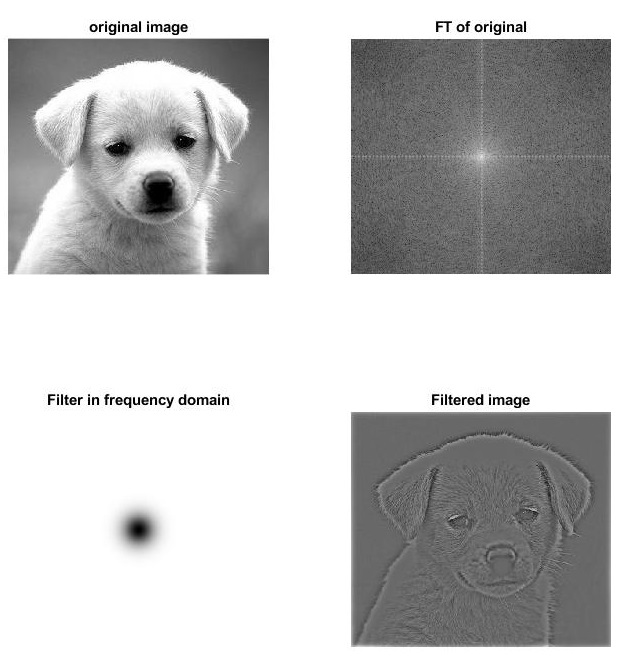 original image
FT of original
Filter in frequency domain
Filtered image